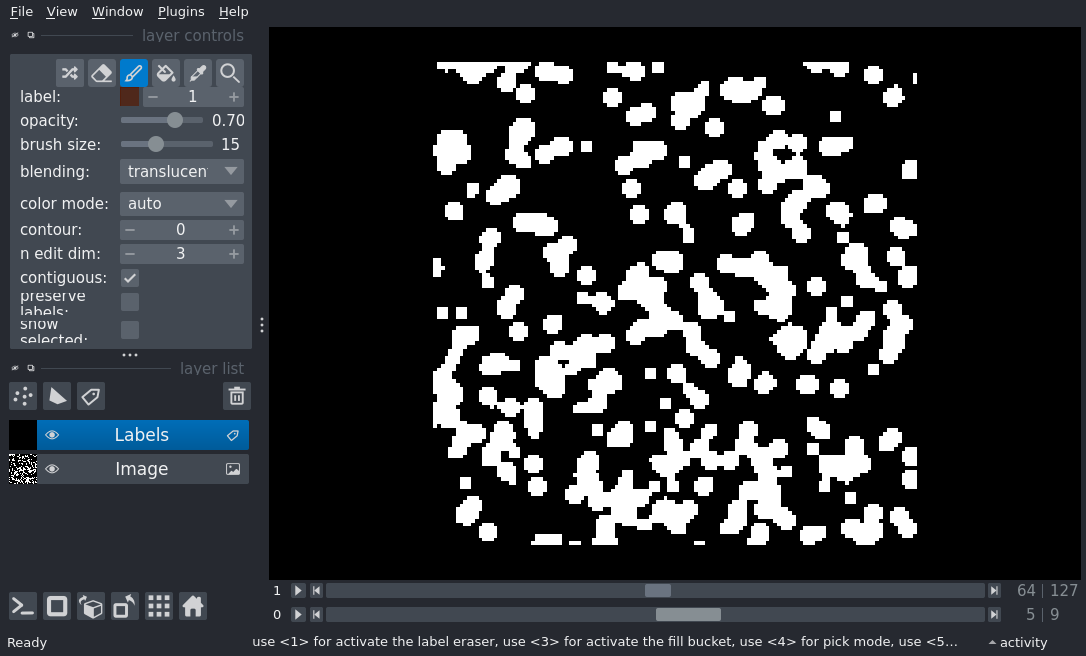 File View Window Plugins Help
layer controls
label: 1
opacity: 0.70
brush size: 15
blending: translucen
color mode: auto
contour: 0
n edit dim: 3
contiguous:
preserve
labels:
show
selected:
layer list
Labels
Image
1 64 127
0 5 9
Ready use <1> for activate the label eraser, use <3> for activate the fill bucket, use <4> for pick mode, use <5... activity